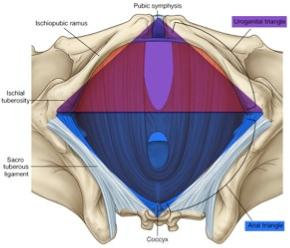 Pubic symphysis
Ischiopubic ramus
Urogenital triangle
Ischial
tuberosity
Sacro
tuberous
ligament
Anal triangle
Coccyx